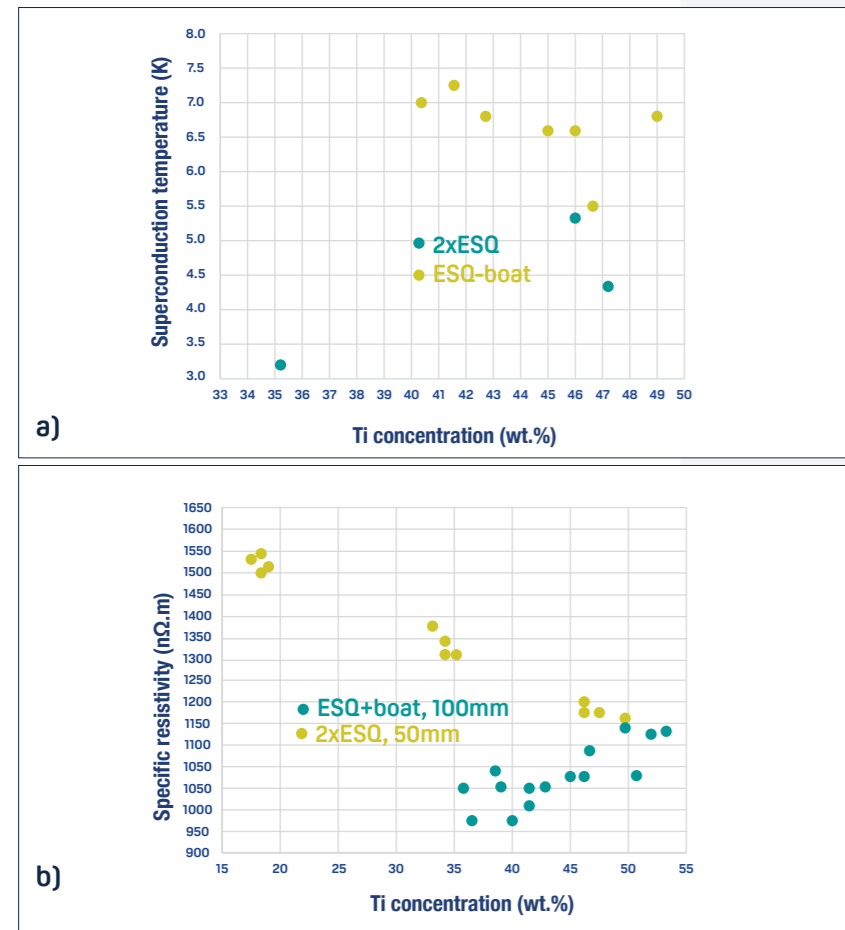 8.0
7.5
7.0
6.5
6.0
5.5
5.0
4.5
4.0
3.5
3.0
Superconduction temperature (K)
2xESQ
ESQ-boat
33 34 35 36 37 38 39 40 41 42 43 44 45 46 47 48 49 50
a)
Ti concentration (wt.%)
1650
1600
1550
1500
1450
1400
1350
1300
1250
1200
1150
1100
1050
1000
950
900
Specific resistivity (nΩ.m)
ESQ+boat, 100mm
2xESQ, 50mm
15 20 30 35 40 45 50 55
b)
Ti concentration (wt.%)